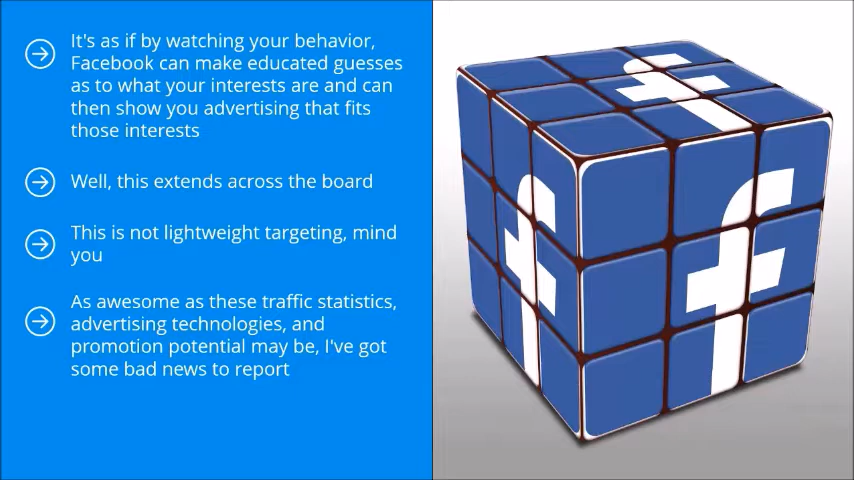 It's as if by watching your behavior,
Facebook can make educated guesses
as to what your interests are and can
then show you advertising that fits
those interests
Well, this extends across the board
This is not lightweight targeting, mind
you
As awesome as these traffic statistics,
advertising technologies, and
promotion potential may be, I've got
some bad news to report
f
f
f